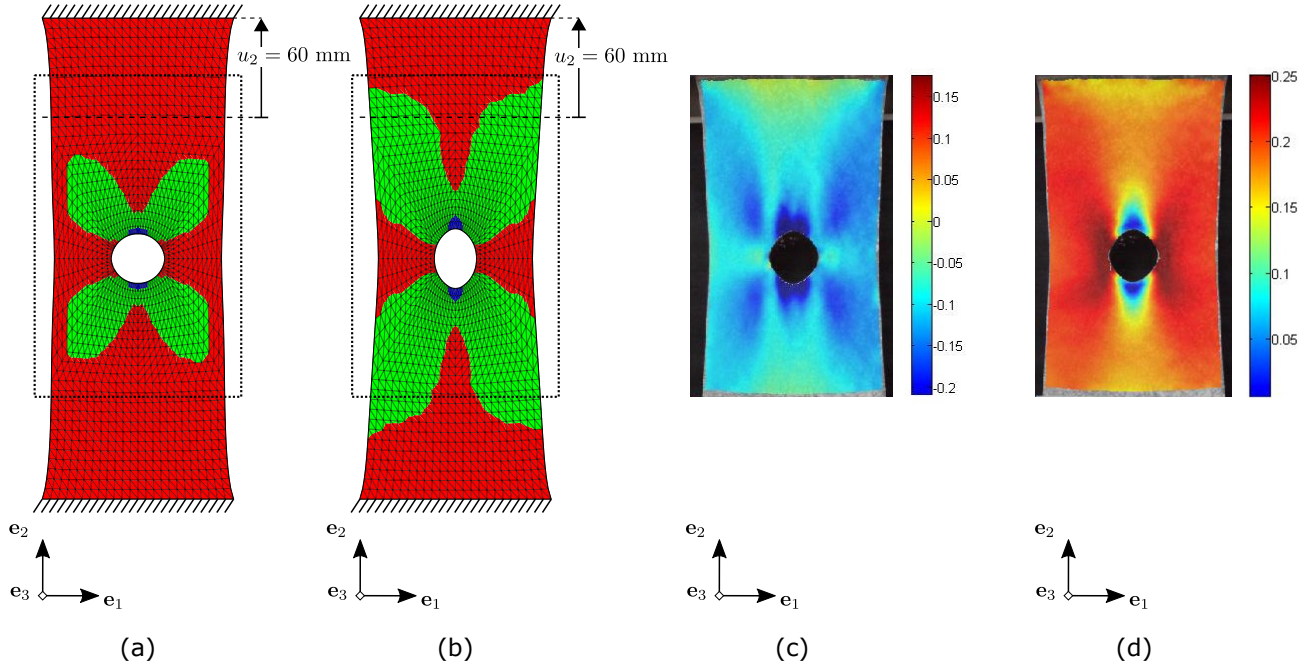 u₂ = 60 mm
u₂ = 60 mm
0.15
0.1
0.05
0
-0.05
-0.1
-0.15
-0.2
0.25
0.2
0.15
0.1
0.05
e₂
e₃
e₁
e₂
e₃
e₁
e₂
e₃
e₁
e₂
e₃
e₁
(a)
(b)
(c)
(d)